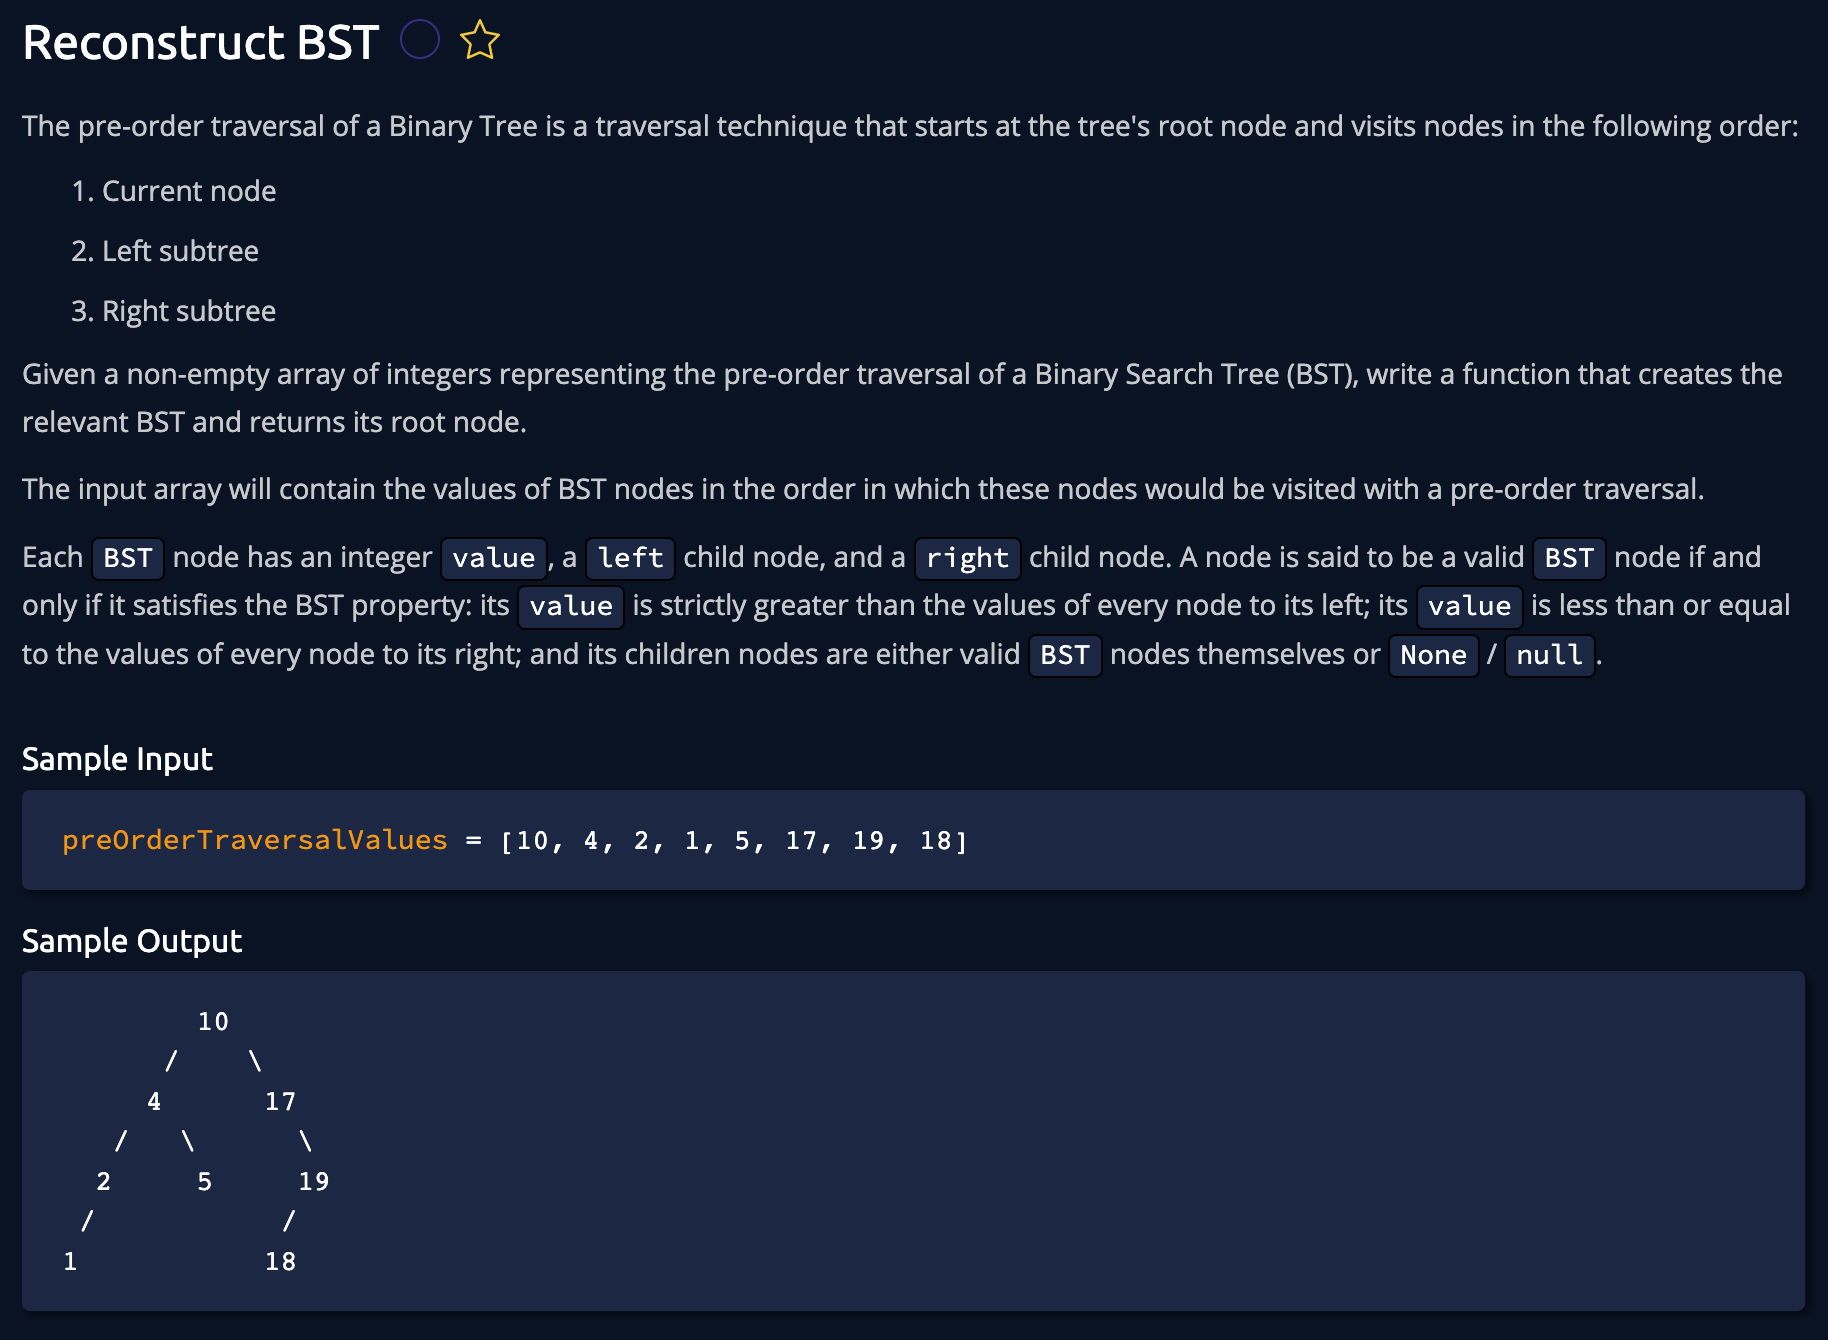 Reconstruct BST
The pre-order traversal of a Binary Tree is a traversal technique that starts at the tree's root node and visits nodes in the following order:
1. Current node
2. Left subtree
3. Right subtree
Given a non-empty array of integers representing the pre-order traversal of a Binary Search Tree (BST), write a function that creates the
relevant BST and returns its root node.
The input array will contain the values of BST nodes in the order in which these nodes would be visited with a pre-order traversal.
Each BST node has an integer value, a left child node, and a right child node. A node is said to be a valid BST node if and
only if it satisfies the BST property: its value is strictly greater than the values of every node to its left; its value is less than or equal
to the values of every node to its right; and its children nodes are either valid BST nodes themselves or None / null.
Sample Input
preOrderTraversalValues = [10, 4, 2, 1, 5, 17, 19, 18]
Sample Output
        10
      /    \
     4      17
   /   \      \
  2     5     19
 /           /
1           18